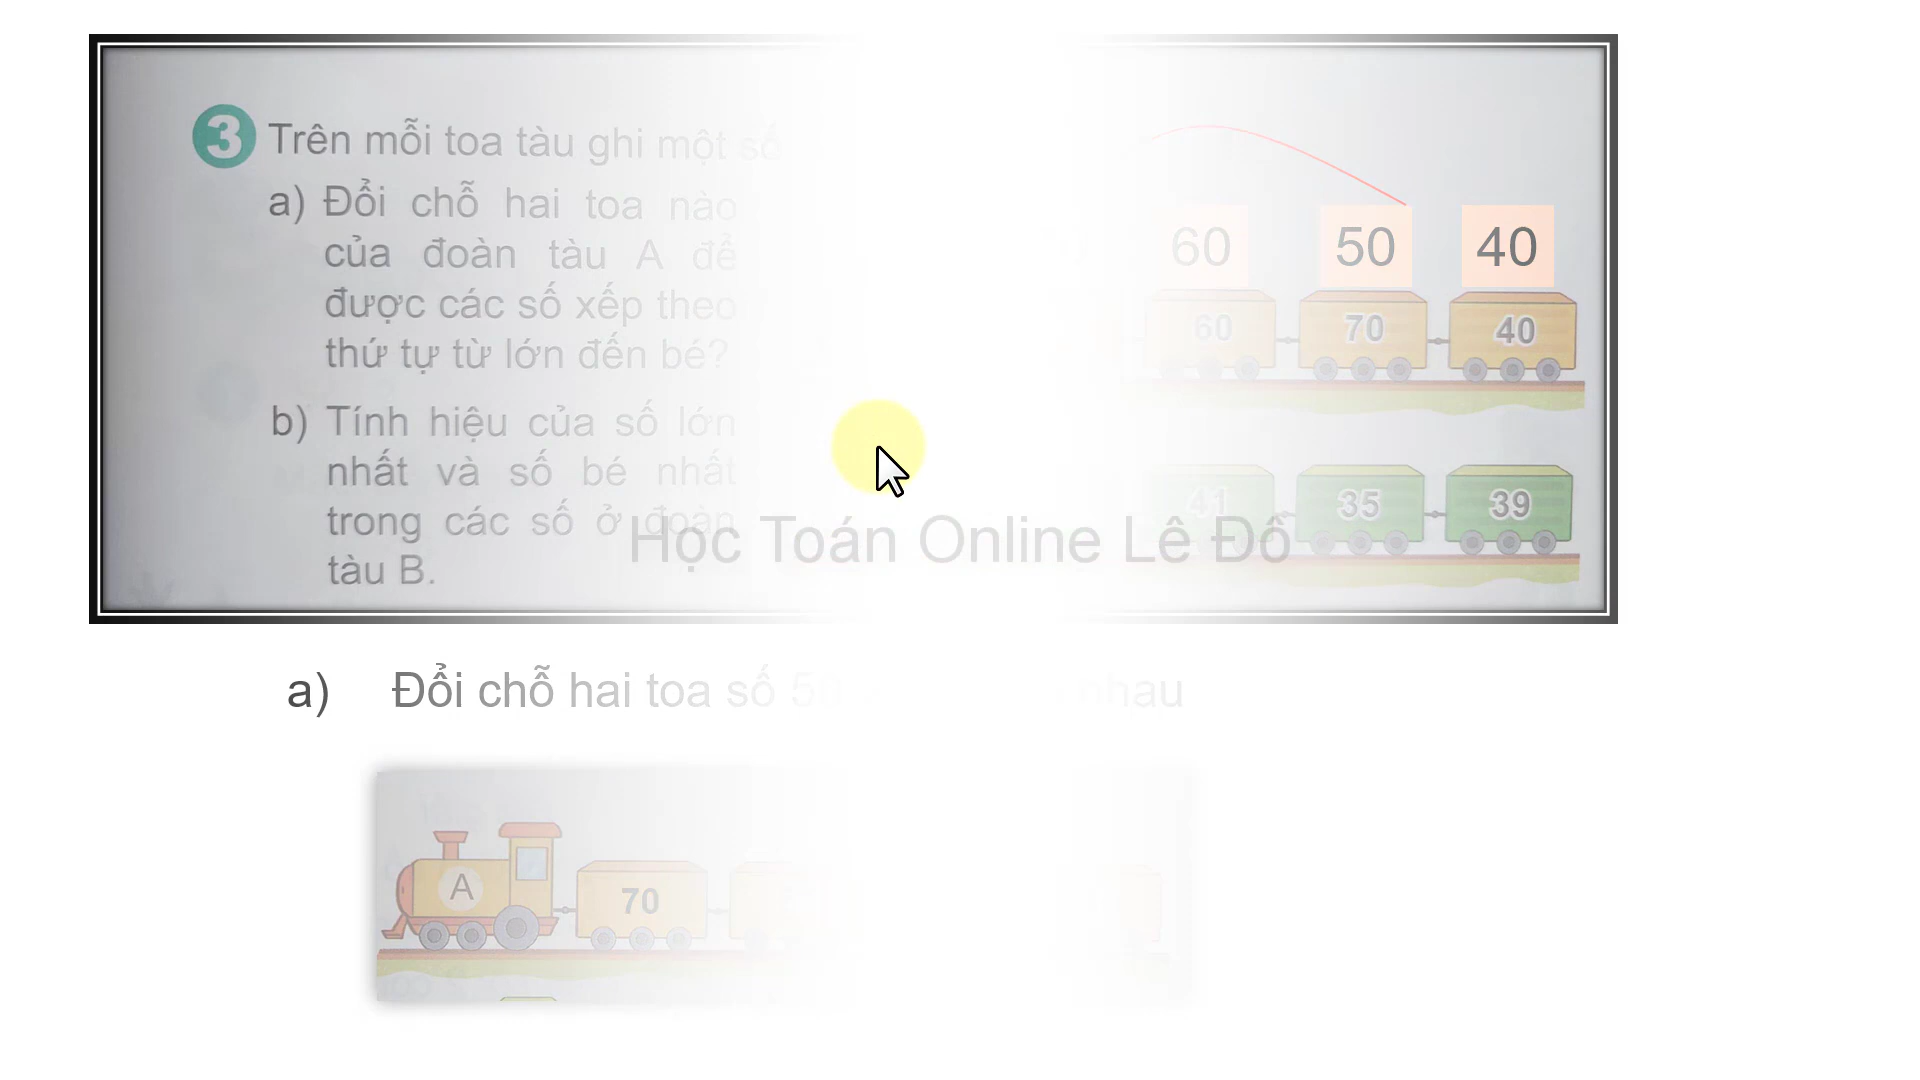 3 Trên mỗi toa tàu ghi một số
a) Đổi chỗ hai toa nào
của đoàn tàu A để
được các số xếp theo
thứ tự từ lớn đến bé?
b) Tính hiệu của số lớn
nhất và số bé nhất
trong các số ở đoàn
tàu B.
60 50 40
60 70 40
41 35 39
Học Toán Online Lê Đô
a) Đổi chỗ hai toa số nhau
A 70